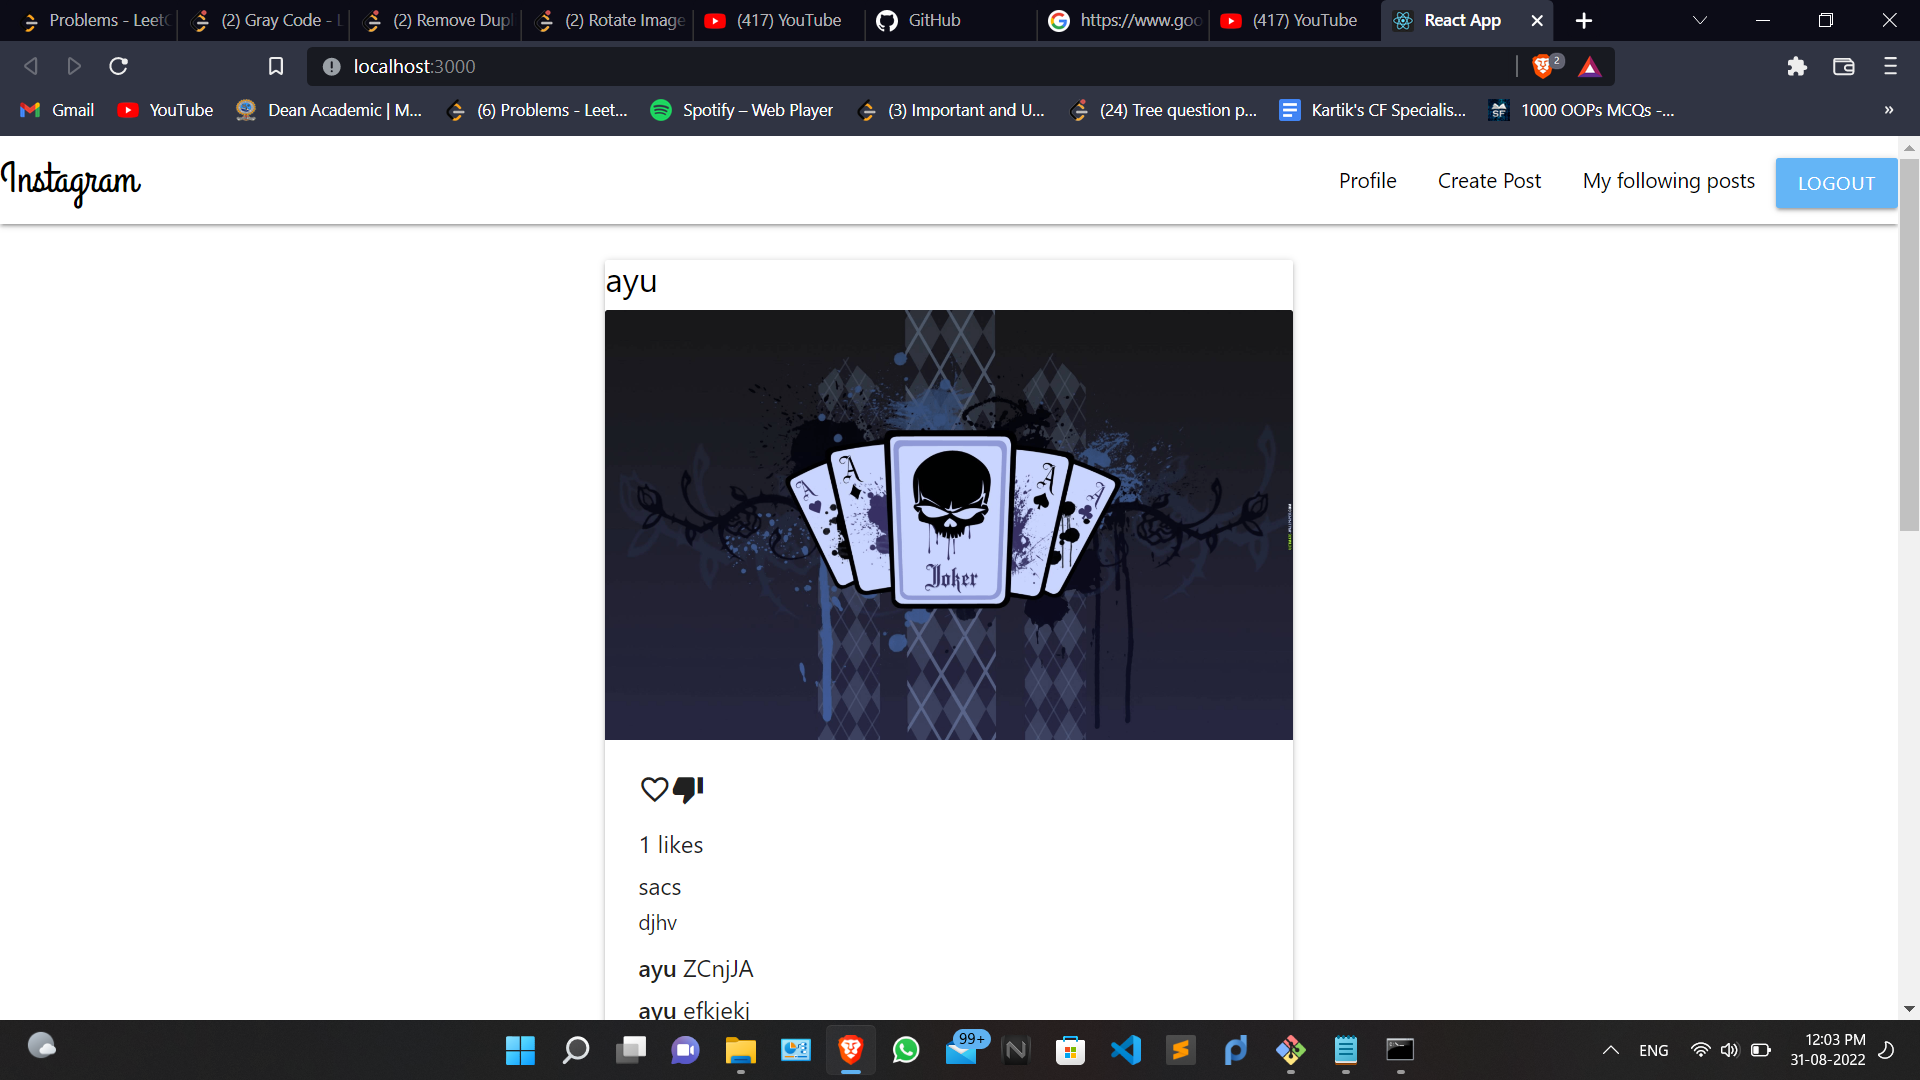 Problems - LeetC
(2) Gray Code - L
(2) Remove Dupl
(2) Rotate Image
(417) YouTube
GitHub
https://www.goo
(417) YouTube
React App
localhost:3000
2
Gmail
YouTube
Dean Academic | M...
(6) Problems - Leet...
Spotify – Web Player
(3) Important and U...
(24) Tree question p...
Kartik's CF Specialis...
SF
1000 OOPs MCQs -...
»
Instagram
Profile
Create Post
My following posts
LOGOUT
ayu
A
A
A
A
Joker
1 likes
sacs
djhv
ayu ZCnjJA
ayu efkjekj
99+
ENG
12:03 PM
31-08-2022